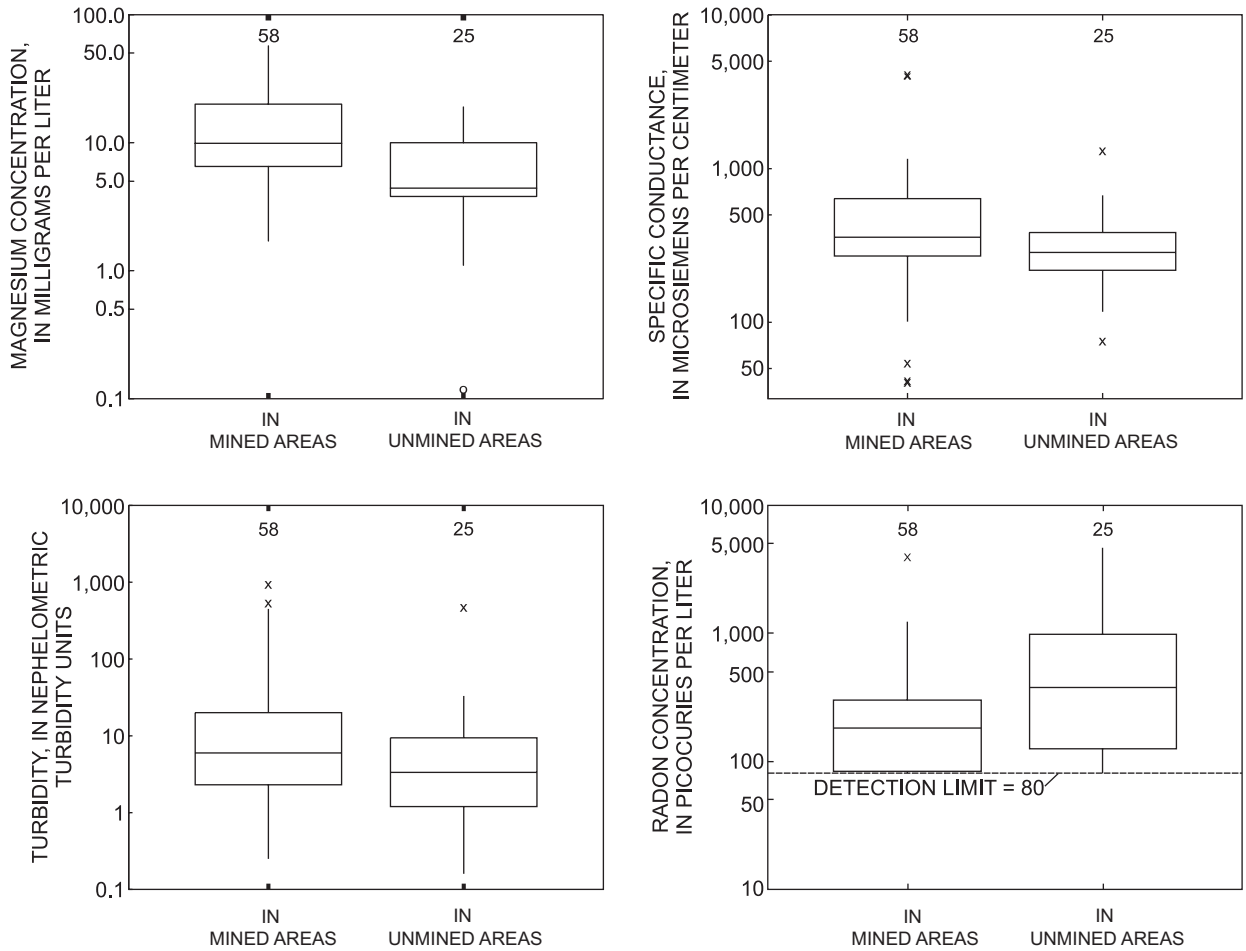 MAGNESIUM CONCENTRATION,
IN MILLIGRAMS PER LITER
100.0
50.0
10.0
5.0
1.0
0.5
0.1
58
25
x
o
IN
MINED AREAS
IN
UNMINED AREAS
SPECIFIC CONDUCTANCE,
IN MICROSIEMENS PER CENTIMETER
10,000
5,000
1,000
500
100
50
58
25
IN
MINED AREAS
IN
UNMINED AREAS
TURBIDITY, IN NEPHELOMETRIC
TURBIDITY UNITS
10,000
1,000
100
10
1
0.1
58
25
IN
MINED AREAS
IN
UNMINED AREAS
RADON CONCENTRATION,
IN PICOCURIES PER LITER
10,000
5,000
1,000
500
100
50
10
58
25
DETECTION LIMIT = 80
IN
MINED AREAS
IN
UNMINED AREAS